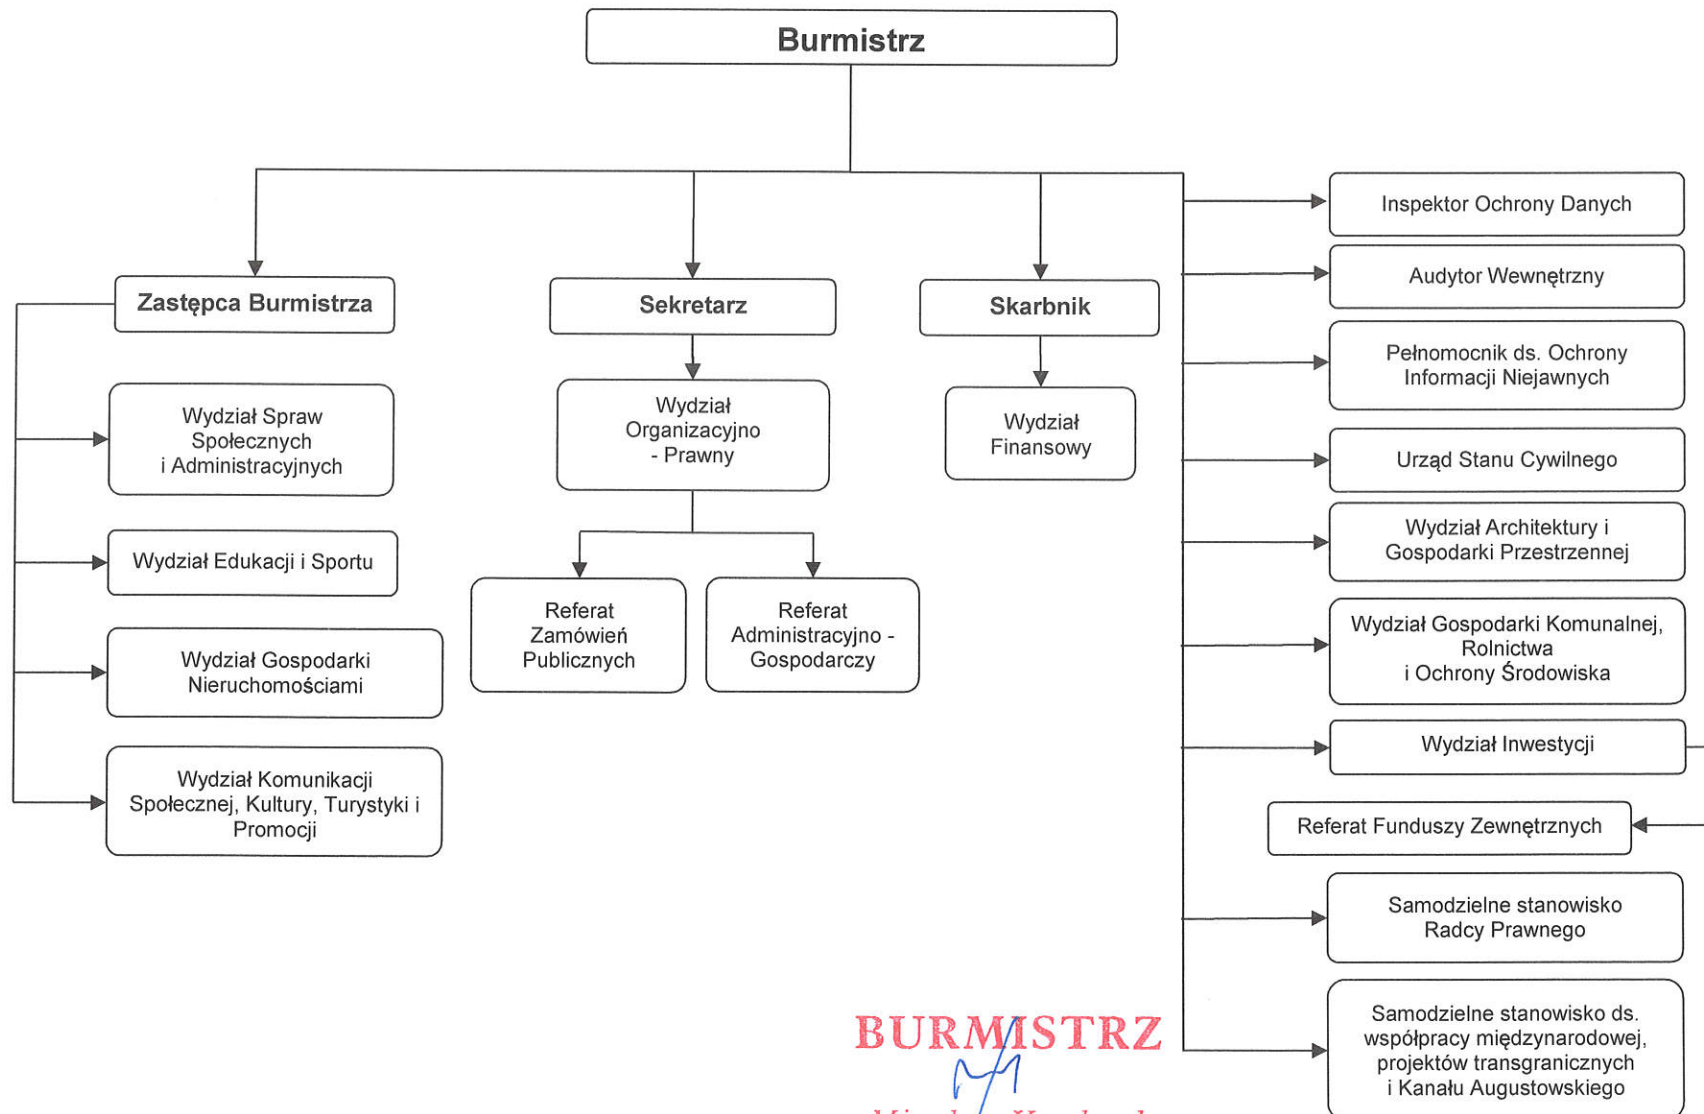 Burmistrz
Zastępca Burmistrza
Wydział Spraw
Społecznych
i Administracyjnych
Wydział Edukacji i Sportu
Wydział Gospodarki
Nieruchomościami
Wydział Komunikacji
Społecznej, Kultury, Turystyki i
Promocji
Sekretarz
Wydział
Organizacyjno
- Prawny
Referat
Zamówień
Publicznych
Referat
Administracyjno -
Gospodarczy
Skarbnik
Wydział
Finansowy
Inspektor Ochrony Danych
Audytor Wewnętrzny
Pełnomocnik ds. Ochrony
Informacji Niejawnych
Urząd Stanu Cywilnego
Wydział Architektury i
Gospodarki Przestrzennej
Wydział Gospodarki Komunalnej,
Rolnictwa
i Ochrony Środowiska
Wydział Inwestycji
Referat Funduszy Zewnętrznych
Samodzielne stanowisko
Radcy Prawnego
Samodzielne stanowisko ds.
współpracy międzynarodowej,
projektów transgranicznych
i Kanału Augustowskiego
BURMISTRZ